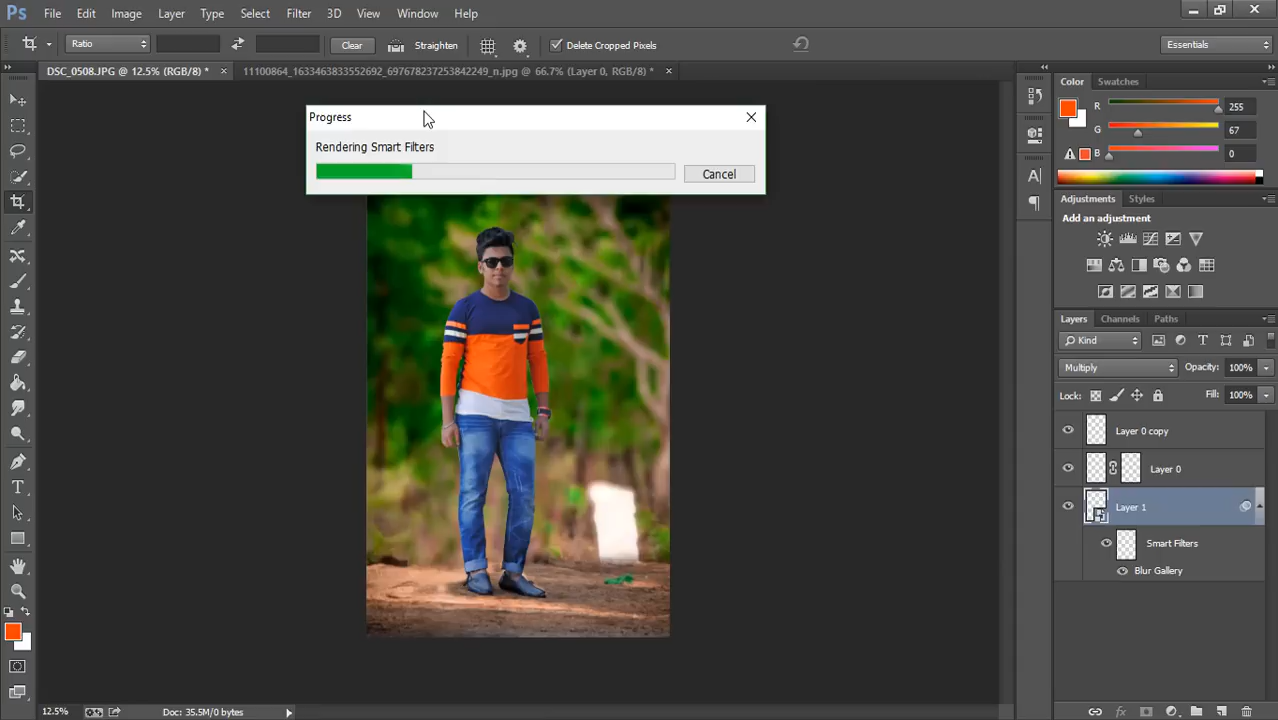 Ps File Edit Image Layer Type Select Filter 3D View Window Help
Ratio Clear Straighten Delete Cropped Pixels Essentials
DSC_0508.JPG @ 12.5% (RGB/8) * × 11100864_1633463833552692_697678237253842249_n.jpg @ 66.7% (Layer 0, RGB/8) * ×
Color Swatches
R 255
G 67
B 0
Progress
Rendering Smart Filters
Cancel
Adjustments Styles
Add an adjustment
Layers Channels Paths
Kind
Multiply Opacity: 100%
Lock: Fill: 100%
Layer 0 copy
Layer 0
Layer 1
Smart Filters
Blur Gallery
12.5% Doc: 35.5M/0 bytes